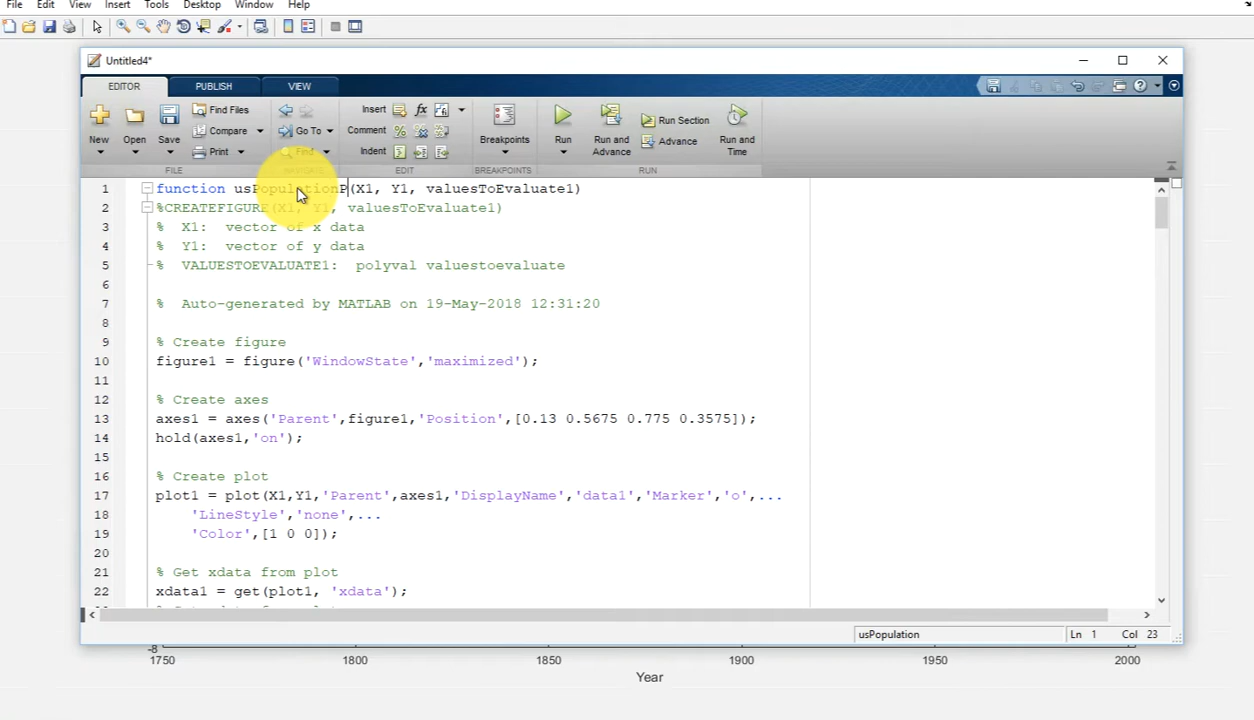 File Edit View Insert Tools Desktop Window Help
Untitled4*
EDITOR PUBLISH VIEW
New Open Save Find Files Compare Print
Go To Find
Insert fx
Comment %
Indent
Breakpoints
Run Run and Advance Run Section Advance Run and Time
FILE NAVIGATE EDIT BREAKPOINTS RUN
1 function usPopulationP(X1, Y1, valuesToEvaluate1)
2 %CREATEFIGURE(X1, Y1, valuesToEvaluate1)
3 % X1: vector of x data
4 % Y1: vector of y data
5 % VALUESTOEVALUATE1: polyval valuestoevaluate
6
7 % Auto-generated by MATLAB on 19-May-2018 12:31:20
8
9 % Create figure
10 figure1 = figure('WindowState','maximized');
11
12 % Create axes
13 axes1 = axes('Parent',figure1,'Position',[0.13 0.5675 0.775 0.3575]);
14 hold(axes1,'on');
15
16 % Create plot
17 plot1 = plot(X1,Y1,'Parent',axes1,'DisplayName','data1','Marker','o',...
18 'LineStyle','none',...
19 'Color',[1 0 0]);
20
21 % Get xdata from plot
22 xdata1 = get(plot1, 'xdata');
usPopulation Ln 1 Col 23
-8
1750 1800 1850 1900 1950 2000
Year